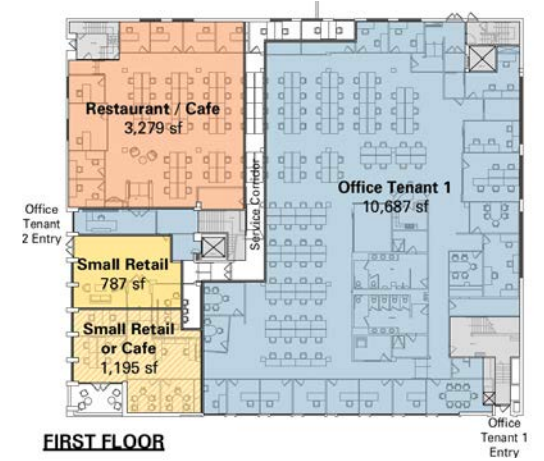 Restaurant / Cafe
3,279 sf
Service Corridor
Office Tenant 1
10,687 sf
Office
Tenant
2 Entry
Small Retail
787 sf
Small Retail
or Cafe
1,195 sf
FIRST FLOOR
Office
Tenant 1
Entry